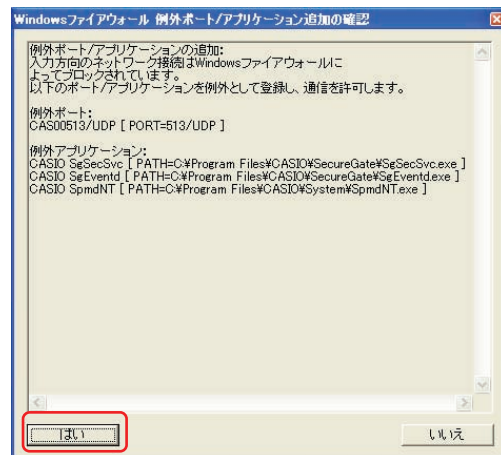 Windowsファイアウォール 例外ポート/アプリケーション追加の確認
例外ポート/アプリケーションの追加:
入力方向のネットワーク接続はWindowsファイアウォールに
よってブロックされています。
以下のポート/アプリケーションを例外として登録し、通信を許可します。
例外ポート:
CAS00513/UDP [ PORT=513/UDP ]
例外アプリケーション:
CASIO SgSecSvc [ PATH=C:¥Program Files¥CASIO¥SecureGate¥SgSecSvc.exe ]
CASIO SgEventd [ PATH=C:¥Program Files¥CASIO¥SecureGate¥SgEventd.exe ]
CASIO SpmdNT [ PATH=C:¥Program Files¥CASIO¥System¥SpmdNT.exe ]
はい
いいえ